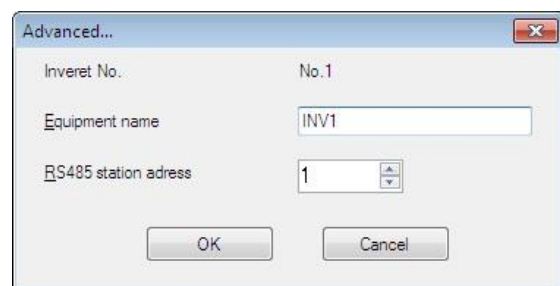 Advanced...
Inveret No. No.1
Equipment name INV1
RS485 station adress 1
OK Cancel